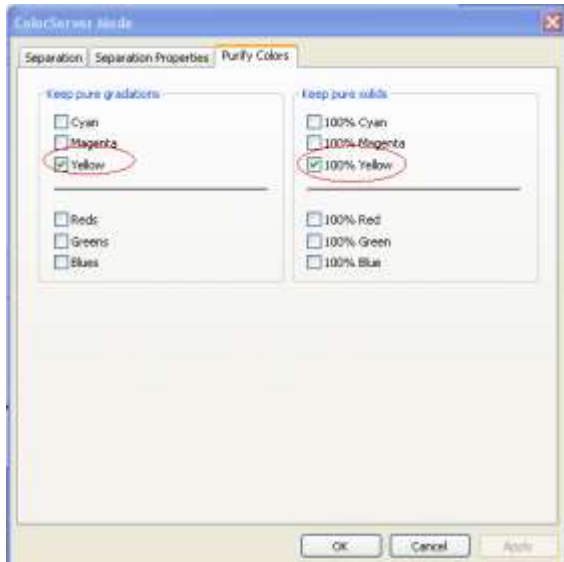 ColorServer Node
Separation Separation Properties Purify Colors
Keep pure gradations
Cyan
Magenta
Yellow
Reds
Greens
Blues
Keep pure solids
100% Cyan
100% Magenta
100% Yellow
100% Red
100% Green
100% Blue
OK Cancel Apply